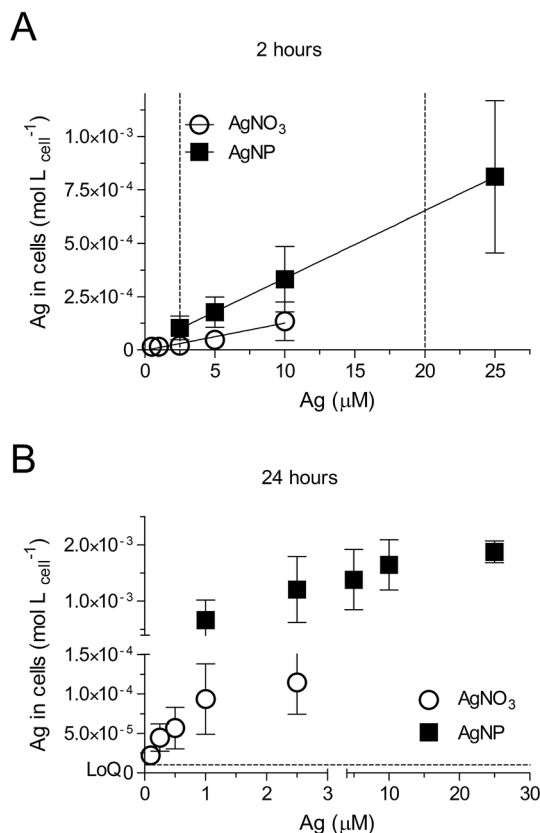 A
2 hours
AgNO₃
AgNP
1.0×10⁻³
7.5×10⁻⁴
5.0×10⁻⁴
2.5×10⁻⁴
0
Ag in cells (mol L cell⁻¹)
0 5 10 15 20 25
Ag (μM)
B
24 hours
2.0×10⁻³
1.0×10⁻³
1.5×10⁻⁴
1.0×10⁻⁴
5.0×10⁻⁵
LoQ
0
Ag in cells (mol L cell⁻¹)
AgNO₃
AgNP
0 1 2 3 5 10 15 20 25 30
Ag (μM)